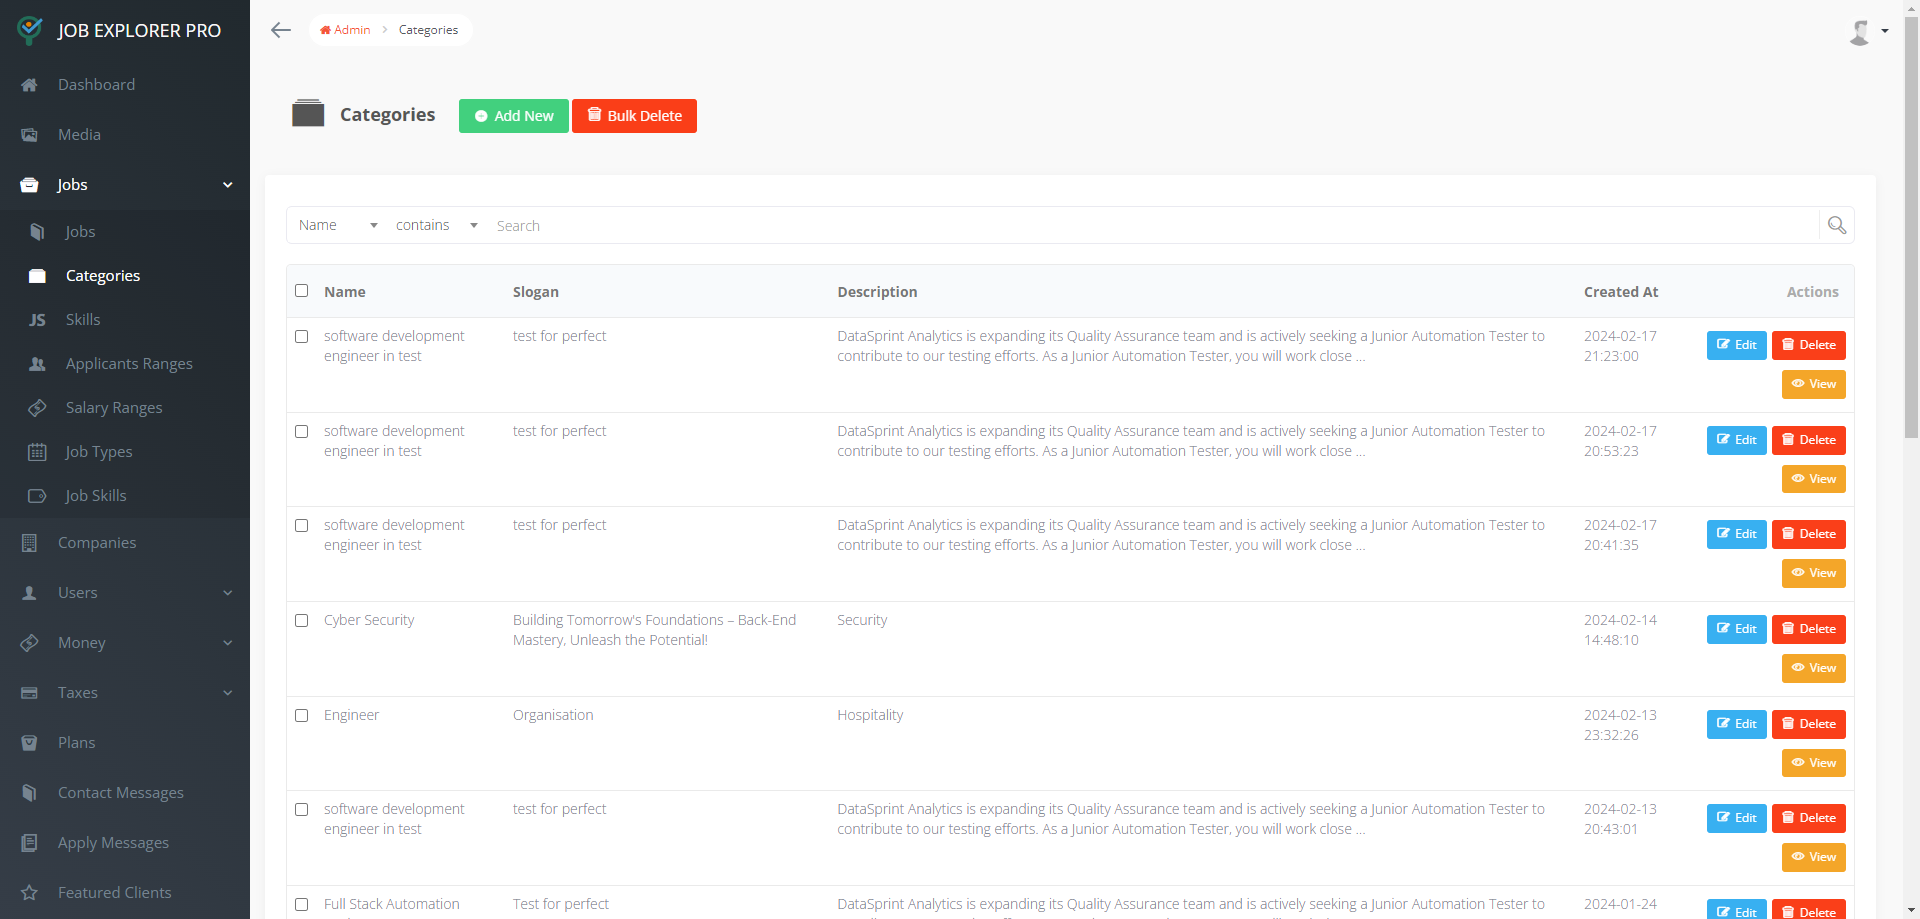 JOB EXPLORER PRO
Dashboard
Media
Jobs
Jobs
Categories
JS Skills
Applicants Ranges
Salary Ranges
Job Types
Job Skills
Companies
Users
Money
Taxes
Plans
Contact Messages
Apply Messages
Featured Clients
Admin > Categories
Categories Add New Bulk Delete
Name contains Search
Name Slogan Description Created At Actions
software development test for perfect DataSprint Analytics is expanding its Quality Assurance team and is actively seeking a Junior Automation Tester to 2024-02-17 Edit Delete
engineer in test contribute to our testing efforts. As a Junior Automation Tester, you will work close ... 21:23:00
View
software development test for perfect DataSprint Analytics is expanding its Quality Assurance team and is actively seeking a Junior Automation Tester to 2024-02-17 Edit Delete
engineer in test contribute to our testing efforts. As a Junior Automation Tester, you will work close ... 20:53:23
View
software development test for perfect DataSprint Analytics is expanding its Quality Assurance team and is actively seeking a Junior Automation Tester to 2024-02-17 Edit Delete
engineer in test contribute to our testing efforts. As a Junior Automation Tester, you will work close ... 20:41:35
View
Cyber Security Building Tomorrow's Foundations – Back-End Security 2024-02-14 Edit Delete
Mastery, Unleash the Potential! 14:48:10
View
Engineer Organisation Hospitality 2024-02-13 Edit Delete
23:32:26
View
software development test for perfect DataSprint Analytics is expanding its Quality Assurance team and is actively seeking a Junior Automation Tester to 2024-02-13 Edit Delete
engineer in test contribute to our testing efforts. As a Junior Automation Tester, you will work close ... 20:43:01
View
Full Stack Automation Test for perfect DataSprint Analytics is expanding its Quality Assurance team and is actively seeking a Junior Automation Tester to 2024-01-24 Edit Delete